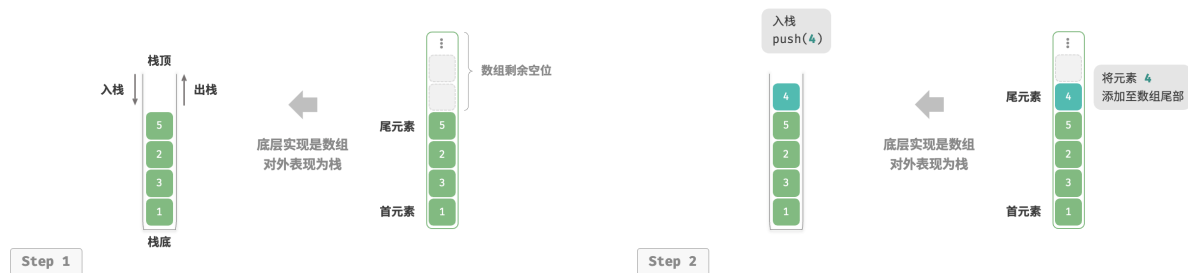 栈顶
入栈
出栈
5
2
3
1
栈底
底层实现是数组
对外表现为栈
⋮
数组剩余空位
尾元素
5
2
3
首元素
1
Step 1
入栈
push(4)
4
5
2
3
1
底层实现是数组
对外表现为栈
⋮
尾元素
4
5
2
3
首元素
1
将元素 4
添加至数组尾部
Step 2